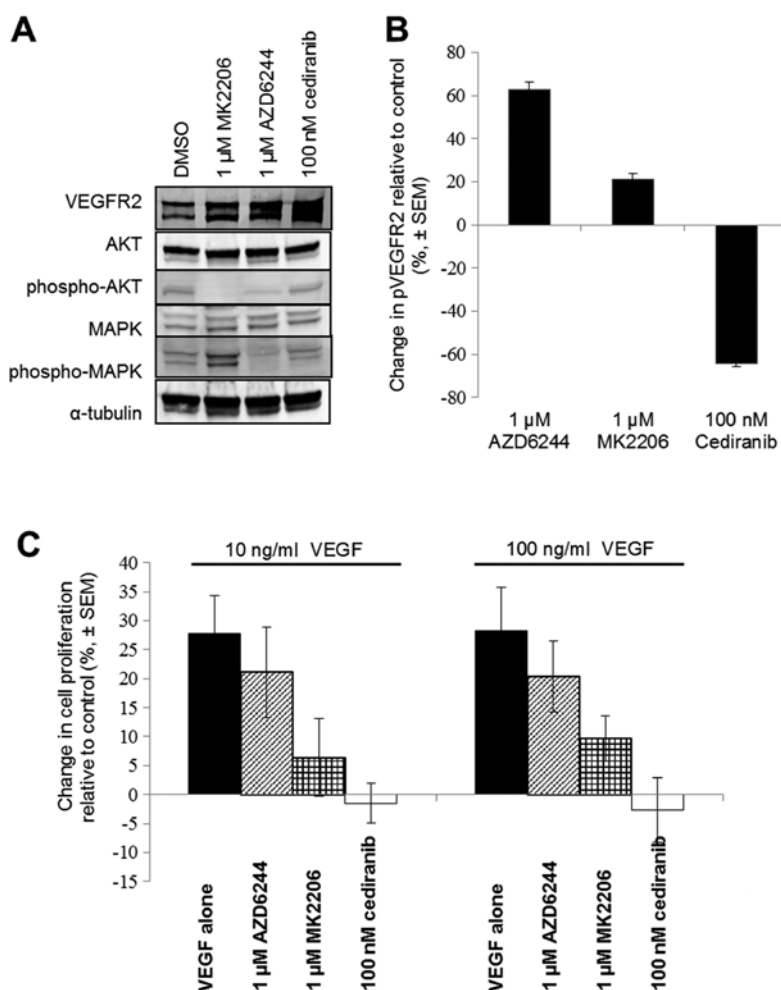 A
DMSO
1 µM MK2206
1 µM AZD6244
100 nM cediranib
VEGFR2
AKT
phospho-AKT
MAPK
phospho-MAPK
α-tubulin
B
Change in pVEGFR2 relative to control
(%, ± SEM)
80
60
40
20
0
-20
-40
-60
-80
1 µM
AZD6244
1 µM
MK2206
100 nM
Cediranib
C
Change in cell proliferation
relative to control (%, ± SEM)
40
35
30
25
20
15
10
5
0
-5
-10
-15
10 ng/ml VEGF
100 ng/ml VEGF
VEGF alone
1 µM AZD6244
1 µM MK2206
100 nM cediranib
VEGF alone
1 µM AZD6244
1 µM MK2206
100 nM cediranib